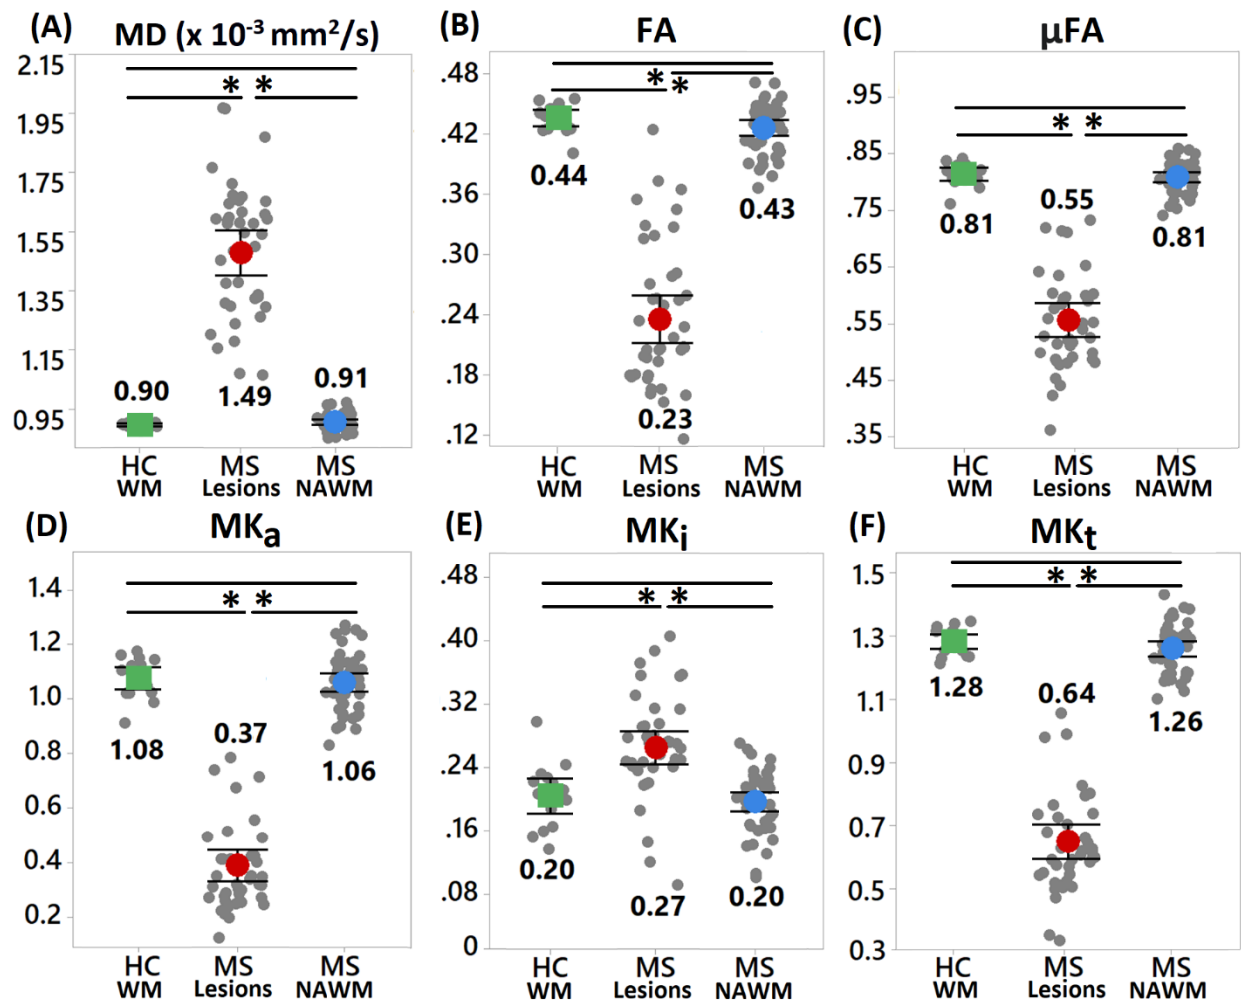 (A) MD (x 10⁻³ mm²/s)
2.15
1.95
1.75
1.55
1.35
1.15
0.95
* *
0.90
1.49
0.91
HC WM
MS Lesions
MS NAWM
(B) FA
.48
.42
.36
.30
.24
.18
.12
* *
0.44
0.23
0.43
HC WM
MS Lesions
MS NAWM
(C) μFA
.95
.85
.75
.65
.55
.45
.35
* *
0.81
0.55
0.81
HC WM
MS Lesions
MS NAWM
(D) MKa
1.4
1.2
1.0
0.8
0.6
0.4
0.2
* *
1.08
0.37
1.06
HC WM
MS Lesions
MS NAWM
(E) MKi
.48
.40
.32
.24
.16
.08
0
* *
0.20
0.27
0.20
HC WM
MS Lesions
MS NAWM
(F) MKt
1.5
1.3
1.1
0.9
0.7
0.5
0.3
* *
1.28
0.64
1.26
HC WM
MS Lesions
MS NAWM